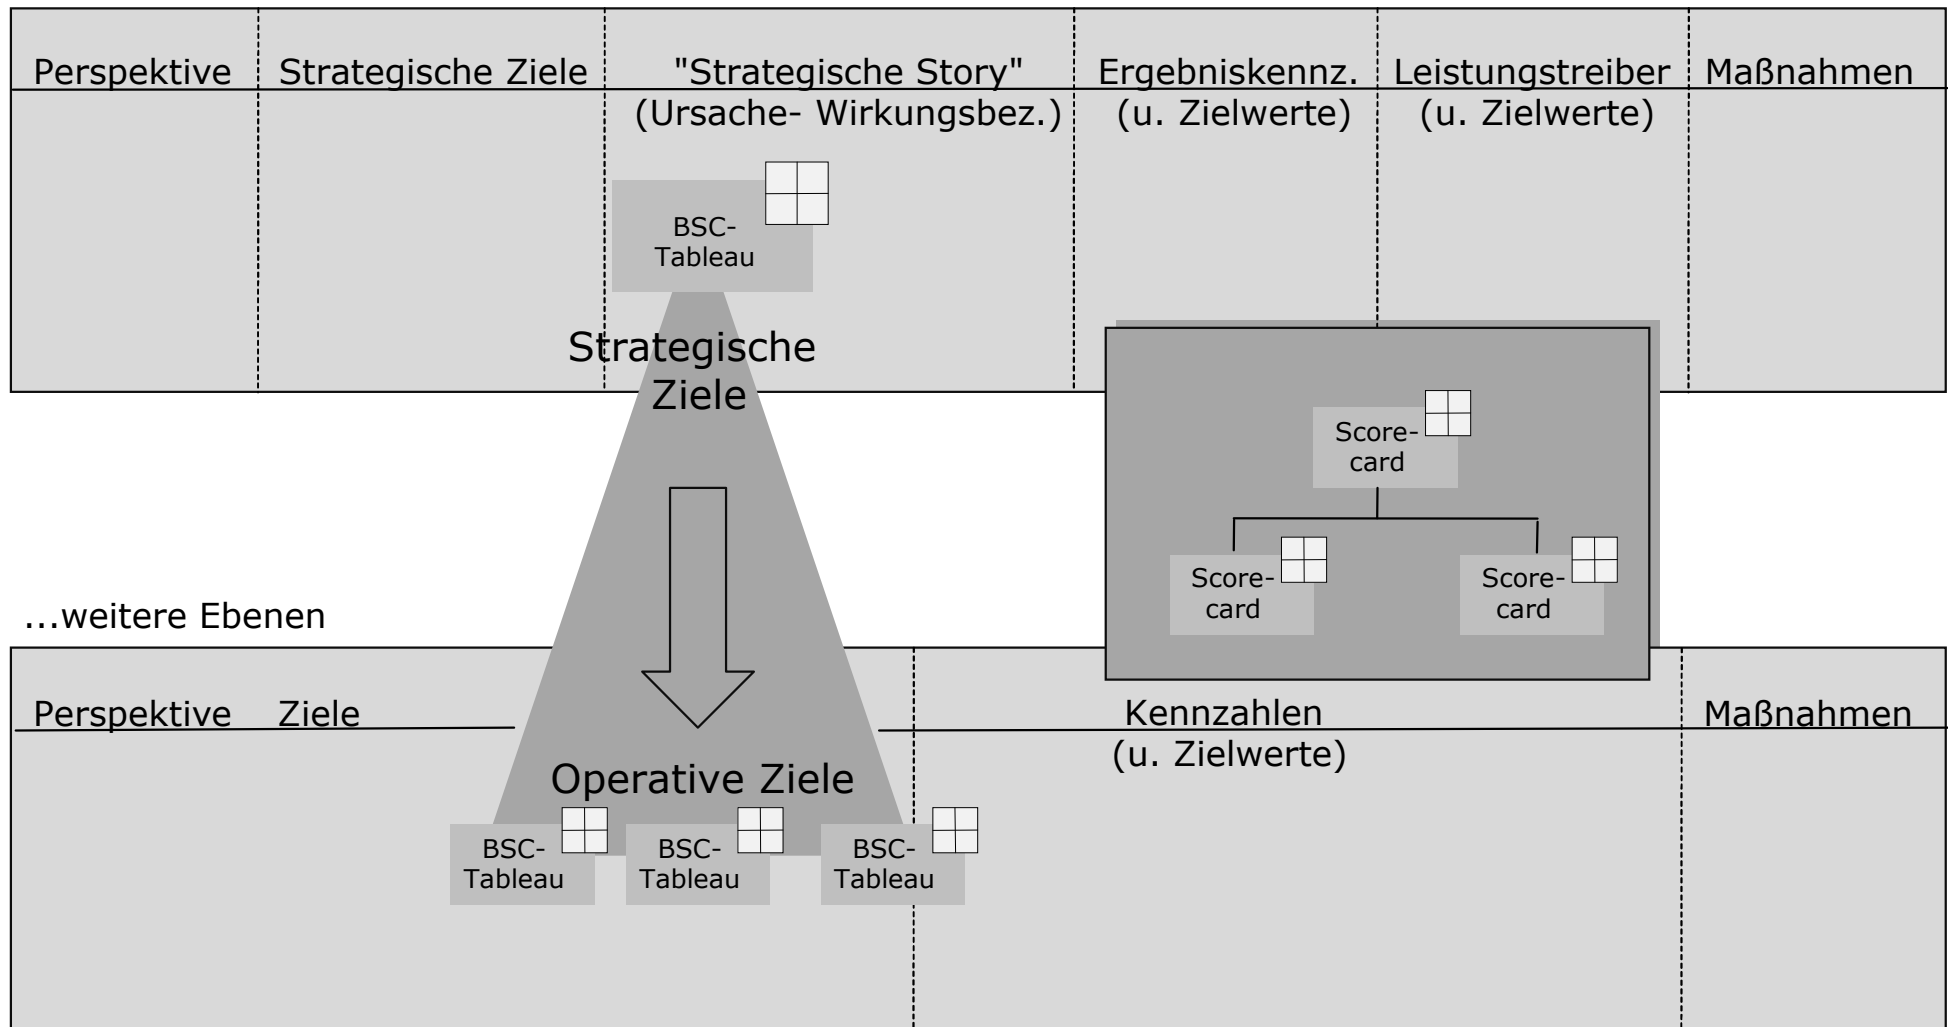 Perspektive
Strategische Ziele
"Strategische Story"
(Ursache- Wirkungsbez.)
Ergebniskennz.
(u. Zielwerte)
Leistungstreiber
(u. Zielwerte)
Maßnahmen
BSC-
Tableau
Strategische
Ziele
Score-
card
Score-
card
Score-
card
...weitere Ebenen
Perspektive
Ziele
Kennzahlen
(u. Zielwerte)
Maßnahmen
Operative Ziele
BSC-
Tableau
BSC-
Tableau
BSC-
Tableau